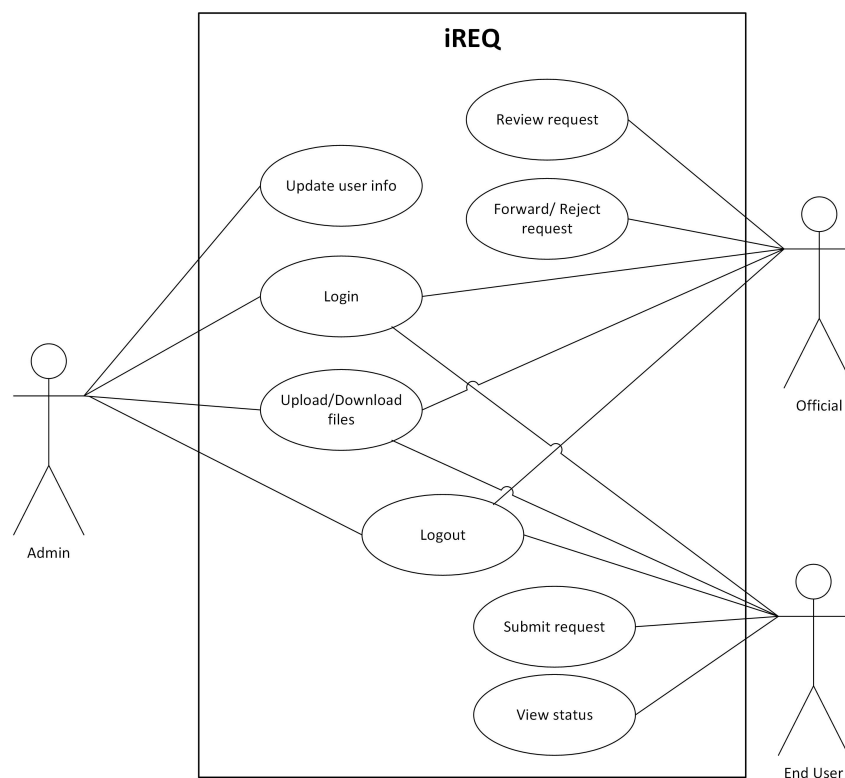 iREQ
Review request
Update user info
Forward/ Reject
request
Login
Upload/Download
files
Official
Logout
Admin
Submit request
View status
End User